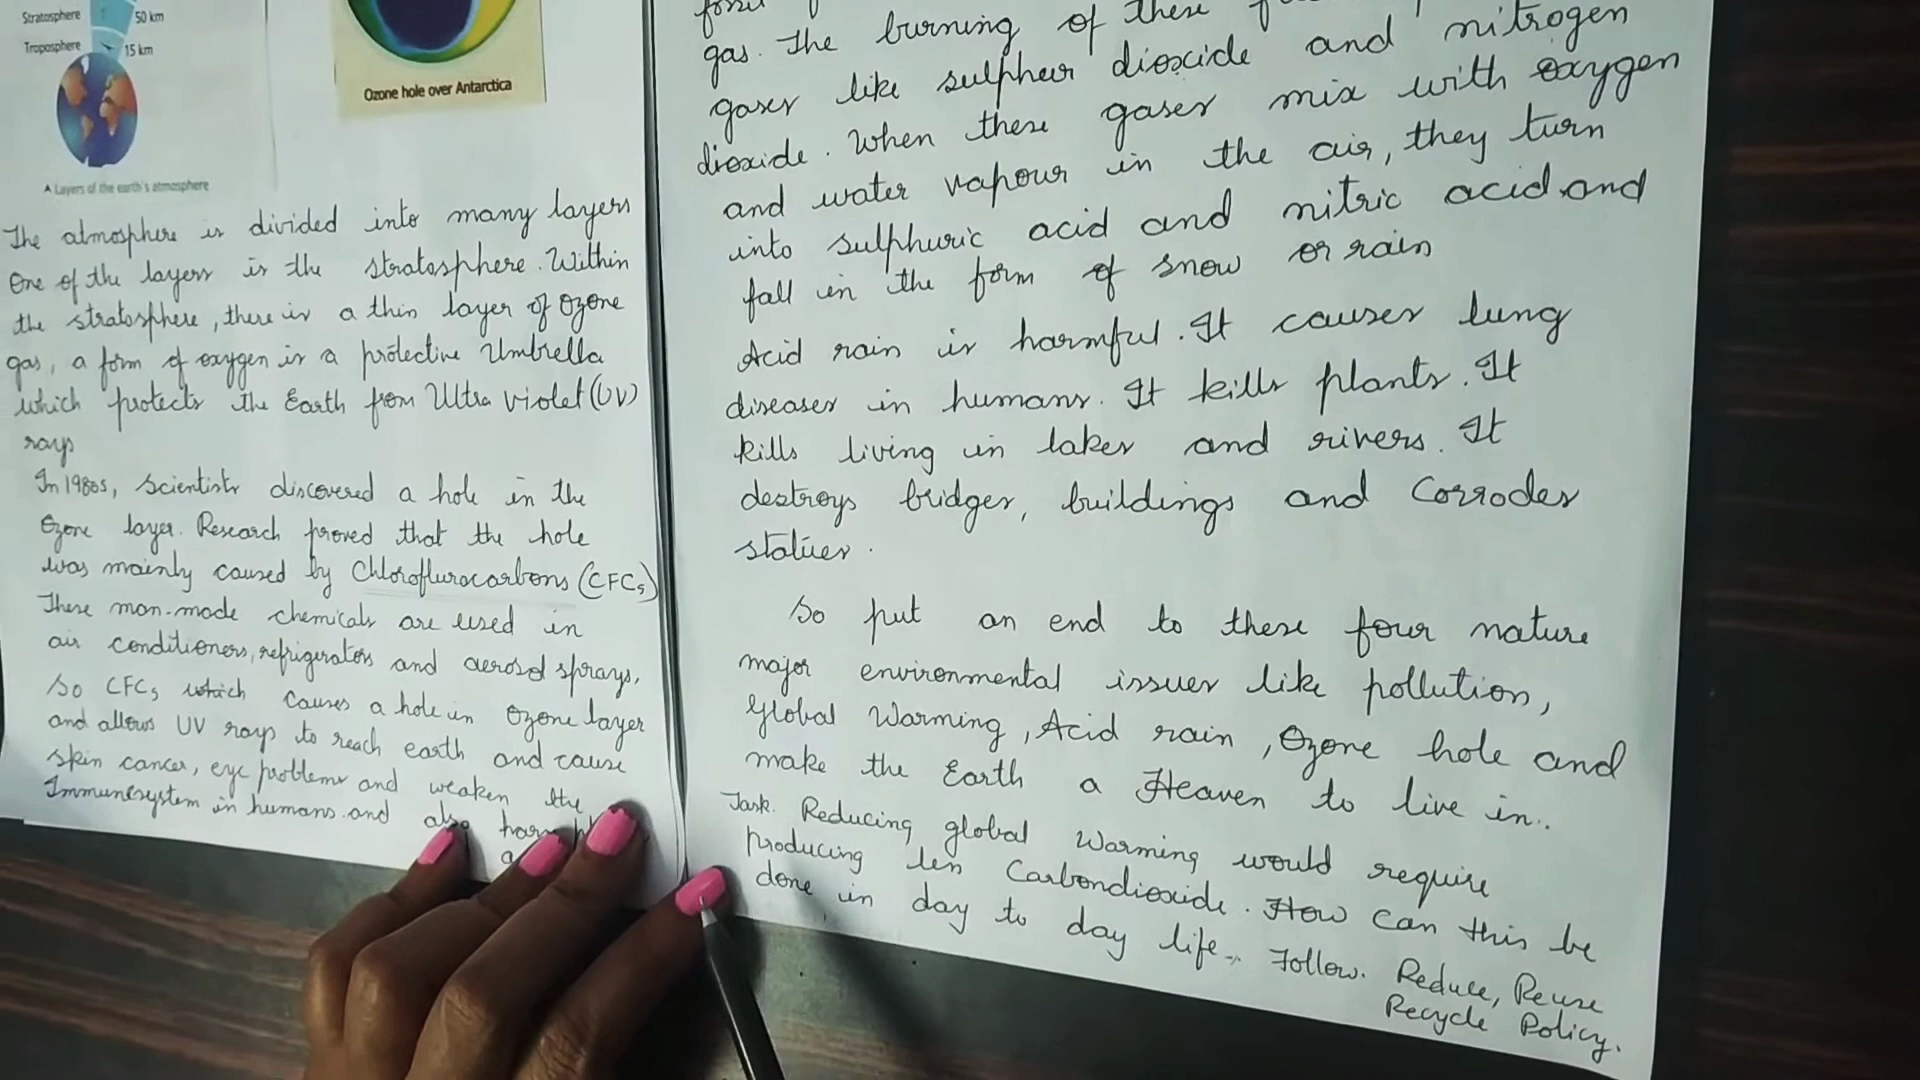 Stratosphere
50 km
Troposphere
15 km
▲ Layers of the earth's atmosphere
Ozone hole over Antarctica
The atmosphere is divided into many layers
One of the layers is the stratosphere. Within
the stratosphere, there is a thin layer of Ozone
gas, a form of oxygen is a protective Umbrella
which protects the Earth from Ultra violet (UV)
rays
In 1980s, scientists discovered a hole in the
Ozone layer. Research proved that the hole
was mainly caused by Chloroflurocarbons (CFCs)
These man-made chemicals are used in
air conditioners, refrigerators and aerosol sprays,
So CFCs which causes a hole in Ozone layer
and allows UV rays to reach earth and cause
skin cancer, eye problems and weaken the
Immunesystem in humans. and also
gas. The burning of these
gases like sulphur dioxide and nitrogen
dioxide. When these gases mix with oxygen
and water vapour in the air, they turn
into sulphuric acid and nitric acid and
fall in the form of snow or rain
Acid rain is harmful. It causes lung
diseases in humans. It kills plants. It
kills living in lakes and rivers. It
destroys bridges, buildings and Corrodes
statues.
So put an end to these four nature
major environmental issues like pollution,
Global Warming, Acid rain, Ozone hole and
make the Earth a Heaven to live in..
Task. Reducing global Warming would require
producing less Carbondioxide. How can this be
done in day to day life.. Follow. Reduce, Reuse
Recycle Policy.